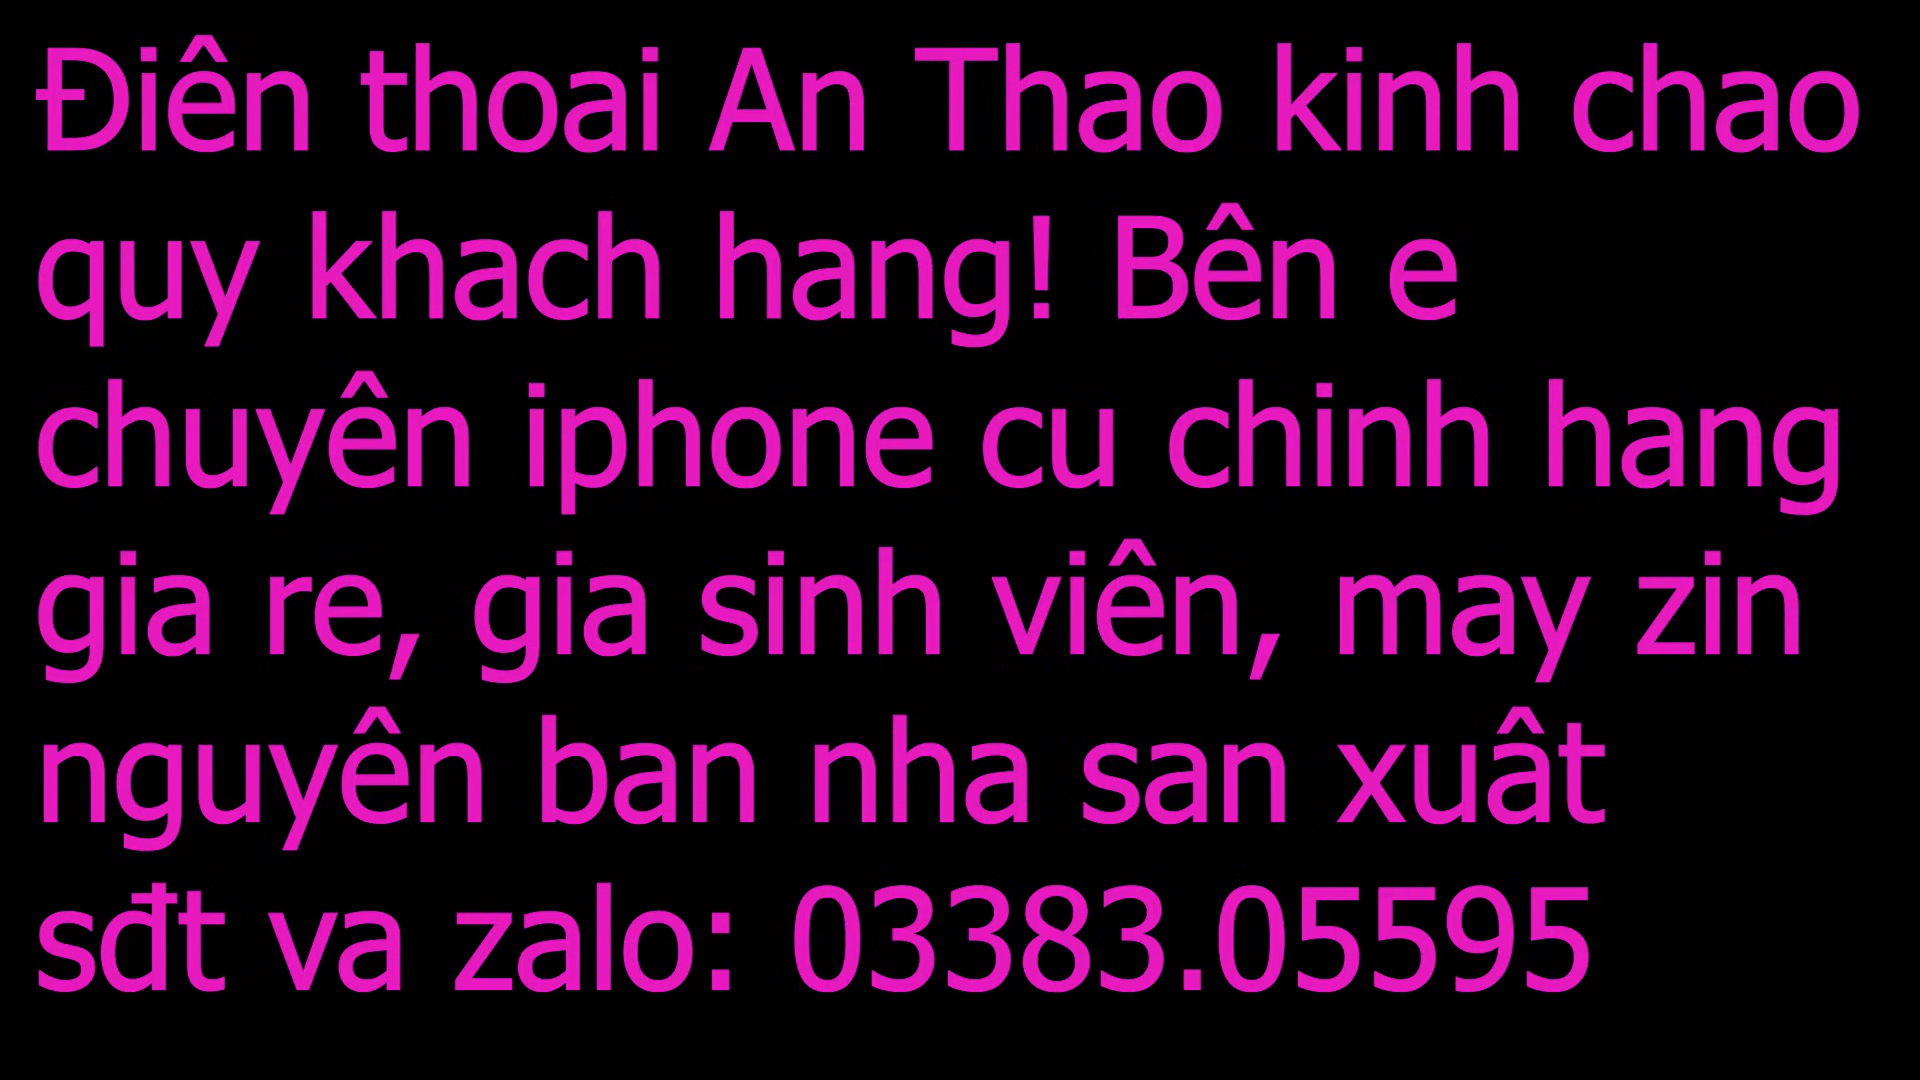 Điên thoai An Thao kinh chao
quy khach hang! Bên e
chuyên iphone cu chinh hang
gia re, gia sinh viên, may zin
nguyên ban nha san xuât
sđt va zalo: 03383.05595